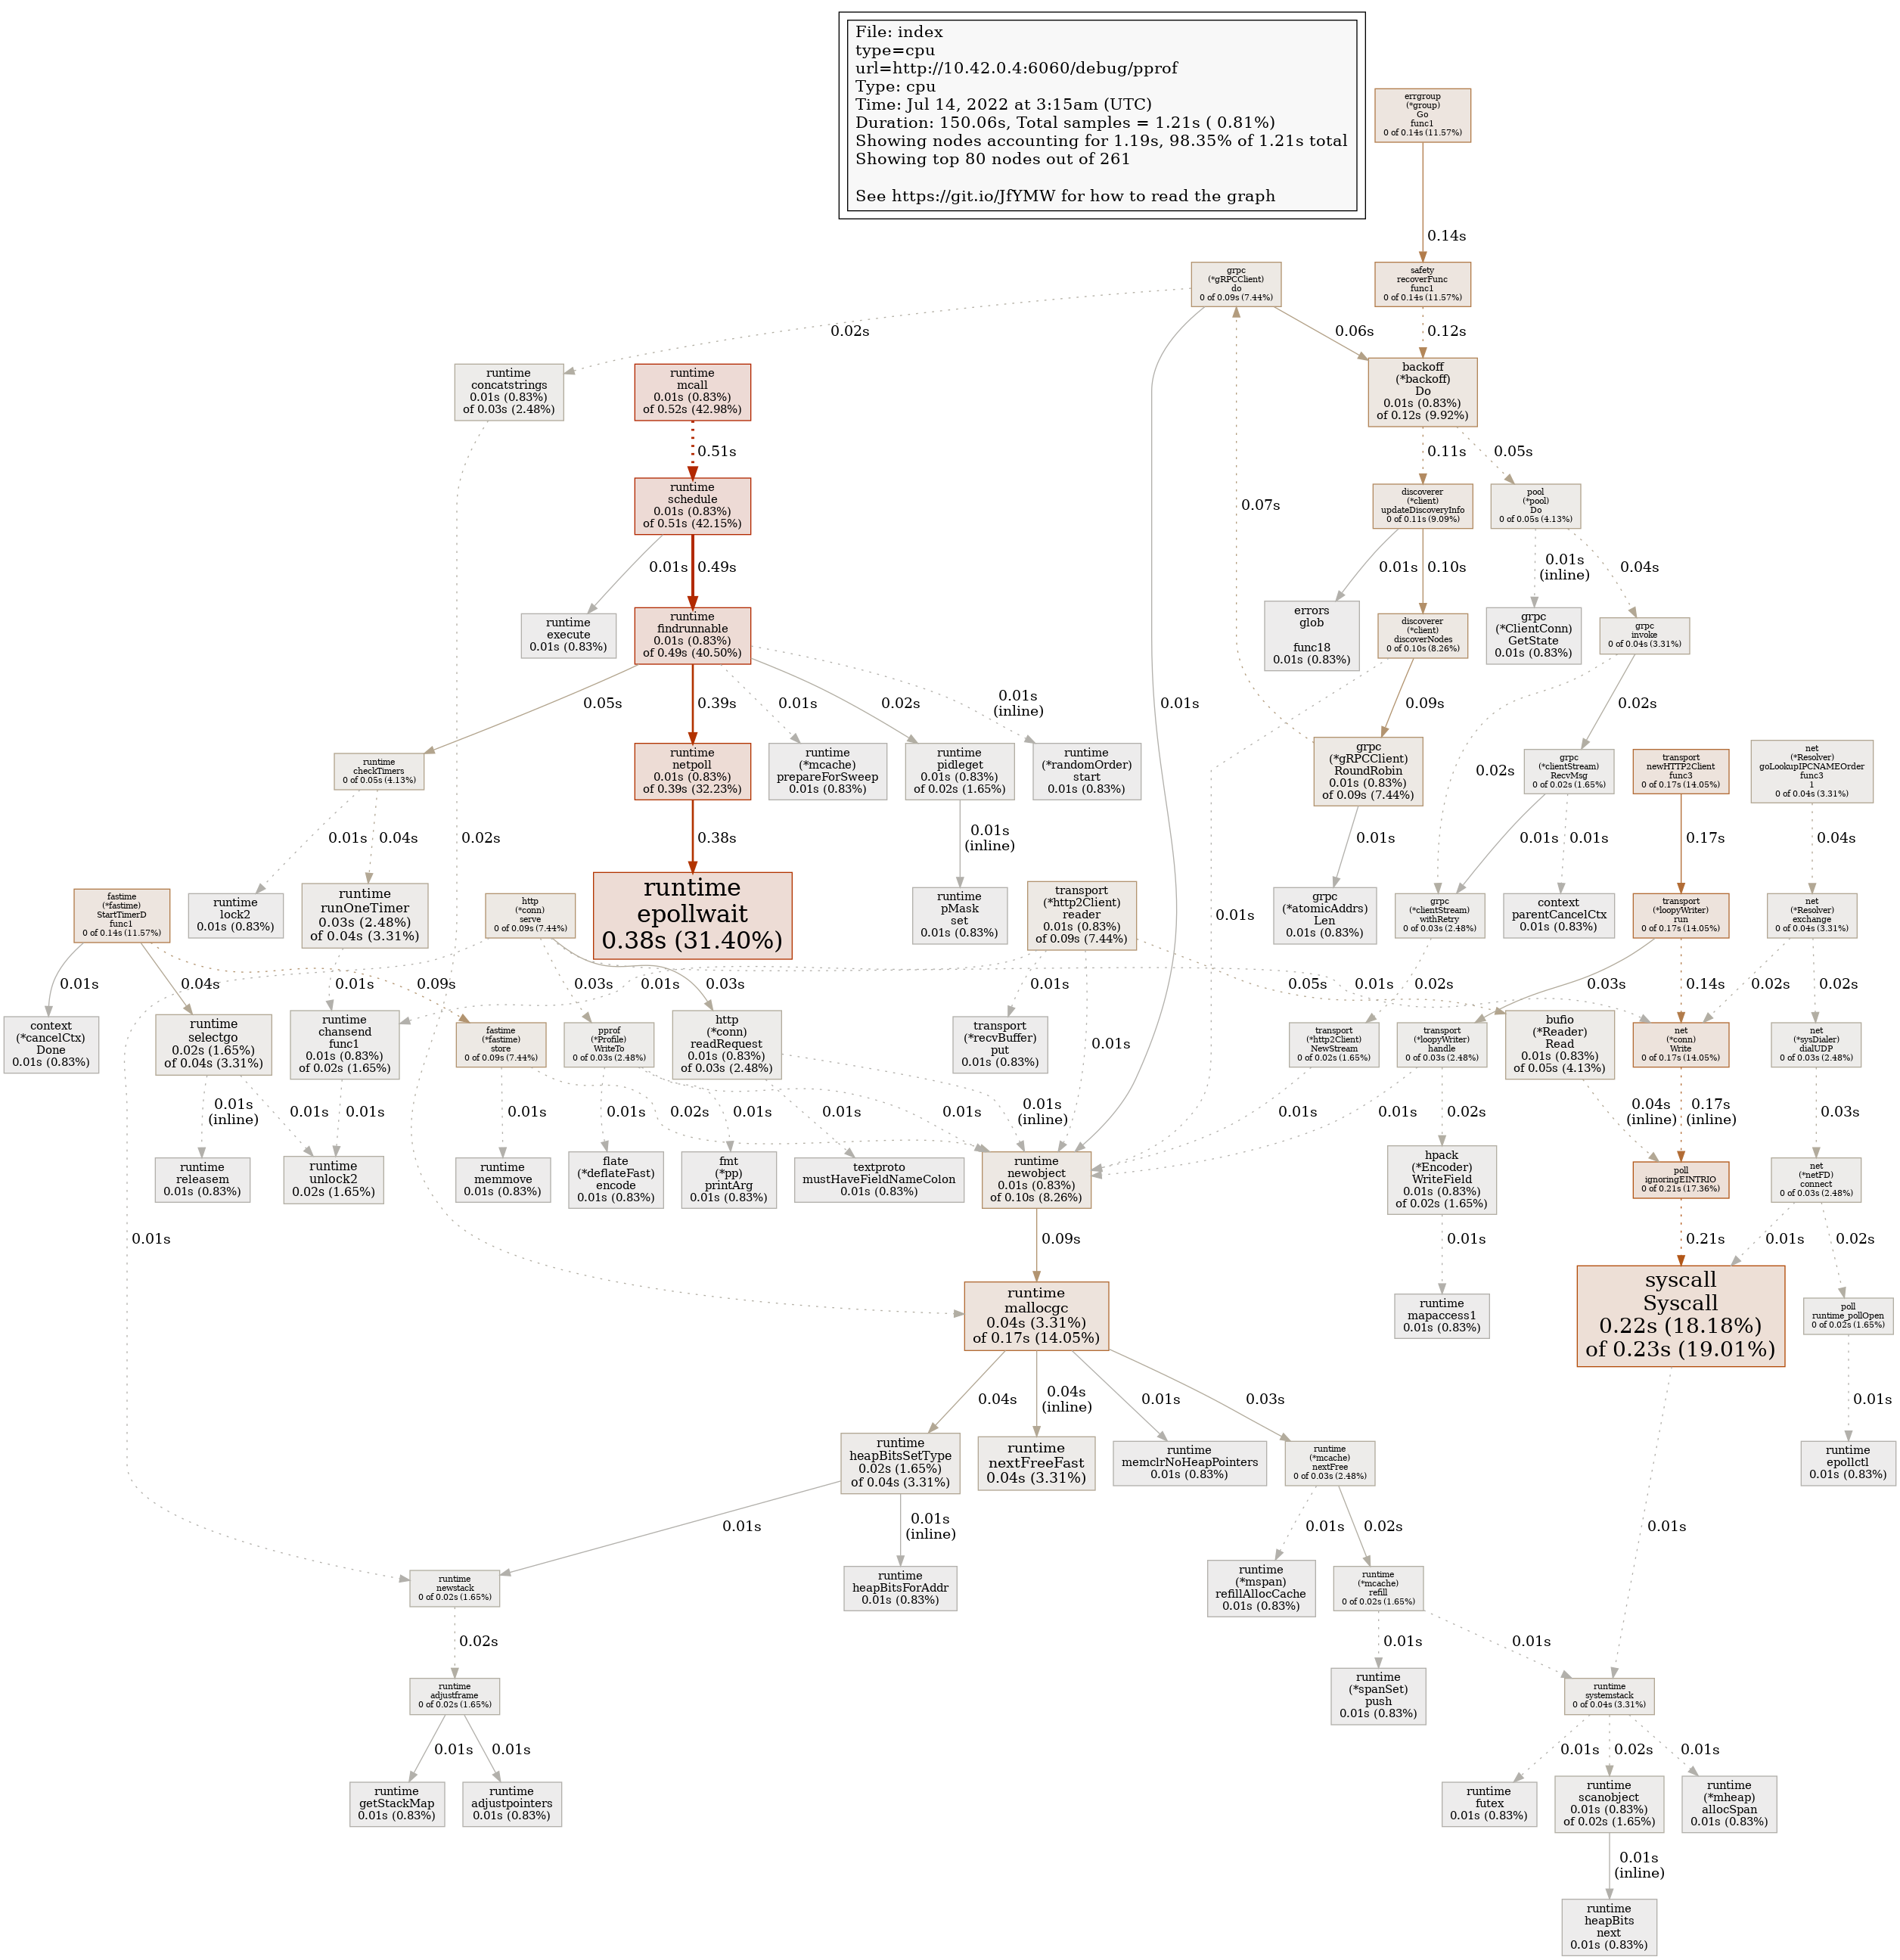 File: index
type=cpu
url=http://10.42.0.4:6060/debug/pprof
Type: cpu
Time: Jul 14, 2022 at 3:15am (UTC)
Duration: 150.06s, Total samples = 1.21s ( 0.81%)
Showing nodes accounting for 1.19s, 98.35% of 1.21s total
Showing top 80 nodes out of 261
See https://git.io/JfYMW for how to read the graph
errgroup
(*group)
Go
func1
0 of 0.14s (11.57%)
0.14s
grpc
(*gRPCClient)
do
0 of 0.09s (7.44%)
safety
recoverFunc
func1
0 of 0.14s (11.57%)
0.02s
0.06s
0.12s
runtime
concatstrings
0.01s (0.83%)
of 0.03s (2.48%)
runtime
mcall
0.01s (0.83%)
of 0.52s (42.98%)
backoff
(*backoff)
Do
0.01s (0.83%)
of 0.12s (9.92%)
0.51s
0.11s
0.05s
runtime
schedule
0.01s (0.83%)
of 0.51s (42.15%)
discoverer
(*client)
updateDiscoveryInfo
0 of 0.11s (9.09%)
pool
(*pool)
Do
0 of 0.05s (4.13%)
0.07s
0.01s
0.49s
0.01s
0.10s
0.01s
(inline)
0.04s
runtime
execute
0.01s (0.83%)
runtime
findrunnable
0.01s (0.83%)
of 0.49s (40.50%)
errors
glob
func18
0.01s (0.83%)
discoverer
(*client)
discoverNodes
0 of 0.10s (8.26%)
grpc
(*ClientConn)
GetState
0.01s (0.83%)
grpc
invoke
0 of 0.04s (3.31%)
0.05s
0.39s
0.01s
0.02s
0.01s
(inline)
0.01s
0.09s
0.02s
runtime
checkTimers
0 of 0.05s (4.13%)
runtime
netpoll
0.01s (0.83%)
of 0.39s (32.23%)
runtime
(*mcache)
prepareForSweep
0.01s (0.83%)
runtime
pidleget
0.01s (0.83%)
of 0.02s (1.65%)
runtime
(*randomOrder)
start
0.01s (0.83%)
grpc
(*gRPCClient)
RoundRobin
0.01s (0.83%)
of 0.09s (7.44%)
0.02s
grpc
(*clientStream)
RecvMsg
0 of 0.02s (1.65%)
transport
newHTTP2Client
func3
0 of 0.17s (14.05%)
net
(*Resolver)
goLookupIPCNAMEOrder
func3
1
0 of 0.04s (3.31%)
0.01s
0.04s
0.02s
0.38s
0.01s
(inline)
0.01s
0.01s
0.01s
0.17s
0.04s
fastime
(*fastime)
StartTimerD
func1
0 of 0.14s (11.57%)
runtime
lock2
0.01s (0.83%)
runtime
runOneTimer
0.03s (2.48%)
of 0.04s (3.31%)
http
(*conn)
serve
0 of 0.09s (7.44%)
runtime
epollwait
0.38s (31.40%)
runtime
pMask
set
0.01s (0.83%)
transport
(*http2Client)
reader
0.01s (0.83%)
of 0.09s (7.44%)
0.01s
grpc
(*atomicAddrs)
Len
0.01s (0.83%)
grpc
(*clientStream)
withRetry
0 of 0.03s (2.48%)
context
parentCancelCtx
0.01s (0.83%)
transport
(*loopyWriter)
run
0 of 0.17s (14.05%)
net
(*Resolver)
exchange
0 of 0.04s (3.31%)
0.01s
0.04s
0.01s
0.09s
0.03s
0.01s
0.03s
0.01s
0.05s
0.01s
0.02s
0.03s
0.14s
0.02s
0.02s
context
(*cancelCtx)
Done
0.01s (0.83%)
runtime
selectgo
0.02s (1.65%)
of 0.04s (3.31%)
runtime
chansend
func1
0.01s (0.83%)
of 0.02s (1.65%)
fastime
(*fastime)
store
0 of 0.09s (7.44%)
pprof
(*Profile)
WriteTo
0 of 0.03s (2.48%)
http
(*conn)
readRequest
0.01s (0.83%)
of 0.03s (2.48%)
transport
(*recvBuffer)
put
0.01s (0.83%)
0.01s
transport
(*http2Client)
NewStream
0 of 0.02s (1.65%)
transport
(*loopyWriter)
handle
0 of 0.03s (2.48%)
bufio
(*Reader)
Read
0.01s (0.83%)
of 0.05s (4.13%)
net
(*conn)
Write
0 of 0.17s (14.05%)
net
(*sysDialer)
dialUDP
0 of 0.03s (2.48%)
0.01s
(inline)
0.01s
0.01s
0.01s
0.02s
0.01s
0.01s
0.01s
0.01s
0.01s
(inline)
0.01s
0.01s
0.02s
0.04s
(inline)
0.17s
(inline)
0.03s
runtime
releasem
0.01s (0.83%)
runtime
unlock2
0.02s (1.65%)
runtime
memmove
0.01s (0.83%)
flate
(*deflateFast)
encode
0.01s (0.83%)
fmt
(*pp)
printArg
0.01s (0.83%)
textproto
mustHaveFieldNameColon
0.01s (0.83%)
runtime
newobject
0.01s (0.83%)
of 0.10s (8.26%)
hpack
(*Encoder)
WriteField
0.01s (0.83%)
of 0.02s (1.65%)
poll
ignoringEINTRIO
0 of 0.21s (17.36%)
net
(*netFD)
connect
0 of 0.03s (2.48%)
0.01s
0.09s
0.01s
0.21s
0.01s
0.02s
runtime
mallocgc
0.04s (3.31%)
of 0.17s (14.05%)
runtime
mapaccess1
0.01s (0.83%)
syscall
Syscall
0.22s (18.18%)
of 0.23s (19.01%)
poll
runtime_pollOpen
0 of 0.02s (1.65%)
0.04s
0.04s
(inline)
0.01s
0.03s
0.01s
runtime
heapBitsSetType
0.02s (1.65%)
of 0.04s (3.31%)
runtime
nextFreeFast
0.04s (3.31%)
runtime
memclrNoHeapPointers
0.01s (0.83%)
runtime
(*mcache)
nextFree
0 of 0.03s (2.48%)
runtime
epollctl
0.01s (0.83%)
0.01s
0.01s
(inline)
0.01s
0.02s
0.01s
runtime
newstack
0 of 0.02s (1.65%)
runtime
heapBitsForAddr
0.01s (0.83%)
runtime
(*mspan)
refillAllocCache
0.01s (0.83%)
runtime
(*mcache)
refill
0 of 0.02s (1.65%)
0.02s
0.01s
0.01s
runtime
adjustframe
0 of 0.02s (1.65%)
runtime
(*spanSet)
push
0.01s (0.83%)
runtime
systemstack
0 of 0.04s (3.31%)
0.01s
0.01s
0.01s
0.02s
0.01s
runtime
getStackMap
0.01s (0.83%)
runtime
adjustpointers
0.01s (0.83%)
runtime
futex
0.01s (0.83%)
runtime
scanobject
0.01s (0.83%)
of 0.02s (1.65%)
runtime
(*mheap)
allocSpan
0.01s (0.83%)
0.01s
(inline)
runtime
heapBits
next
0.01s (0.83%)